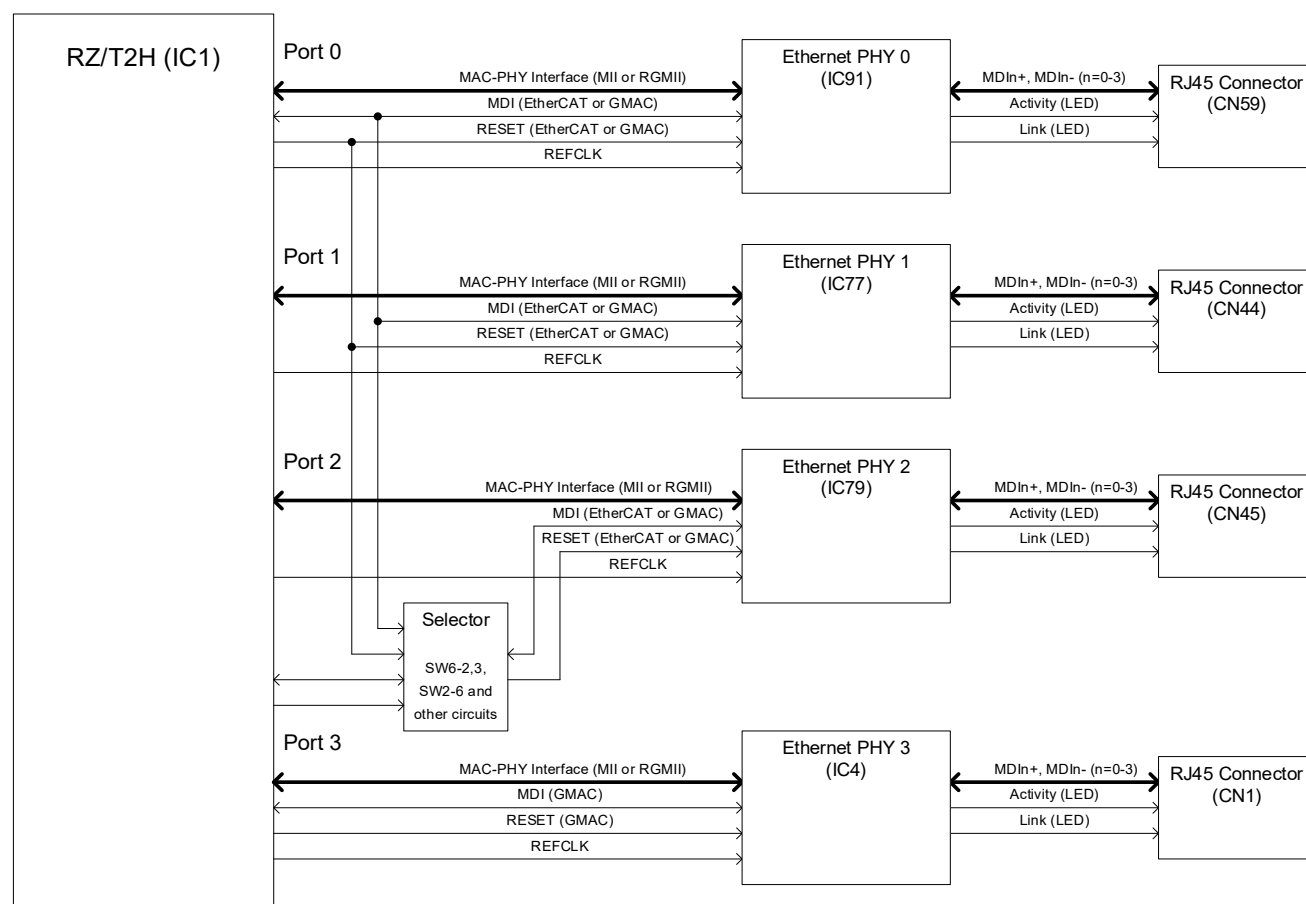 RZ/T2H (IC1)
Port 0
MAC-PHY Interface (MII or RGMII)
MDI (EtherCAT or GMAC)
RESET (EtherCAT or GMAC)
REFCLK
Ethernet PHY 0
(IC91)
MDIn+, MDIn- (n=0-3)
Activity (LED)
Link (LED)
RJ45 Connector
(CN59)
Port 1
MAC-PHY Interface (MII or RGMII)
MDI (EtherCAT or GMAC)
RESET (EtherCAT or GMAC)
REFCLK
Ethernet PHY 1
(IC77)
MDIn+, MDIn- (n=0-3)
Activity (LED)
Link (LED)
RJ45 Connector
(CN44)
Port 2
MAC-PHY Interface (MII or RGMII)
MDI (EtherCAT or GMAC)
RESET (EtherCAT or GMAC)
REFCLK
Ethernet PHY 2
(IC79)
MDIn+, MDIn- (n=0-3)
Activity (LED)
Link (LED)
RJ45 Connector
(CN45)
Selector
SW6-2,3,
SW2-6 and
other circuits
Port 3
MAC-PHY Interface (MII or RGMII)
MDI (GMAC)
RESET (GMAC)
REFCLK
Ethernet PHY 3
(IC4)
MDIn+, MDIn- (n=0-3)
Activity (LED)
Link (LED)
RJ45 Connector
(CN1)